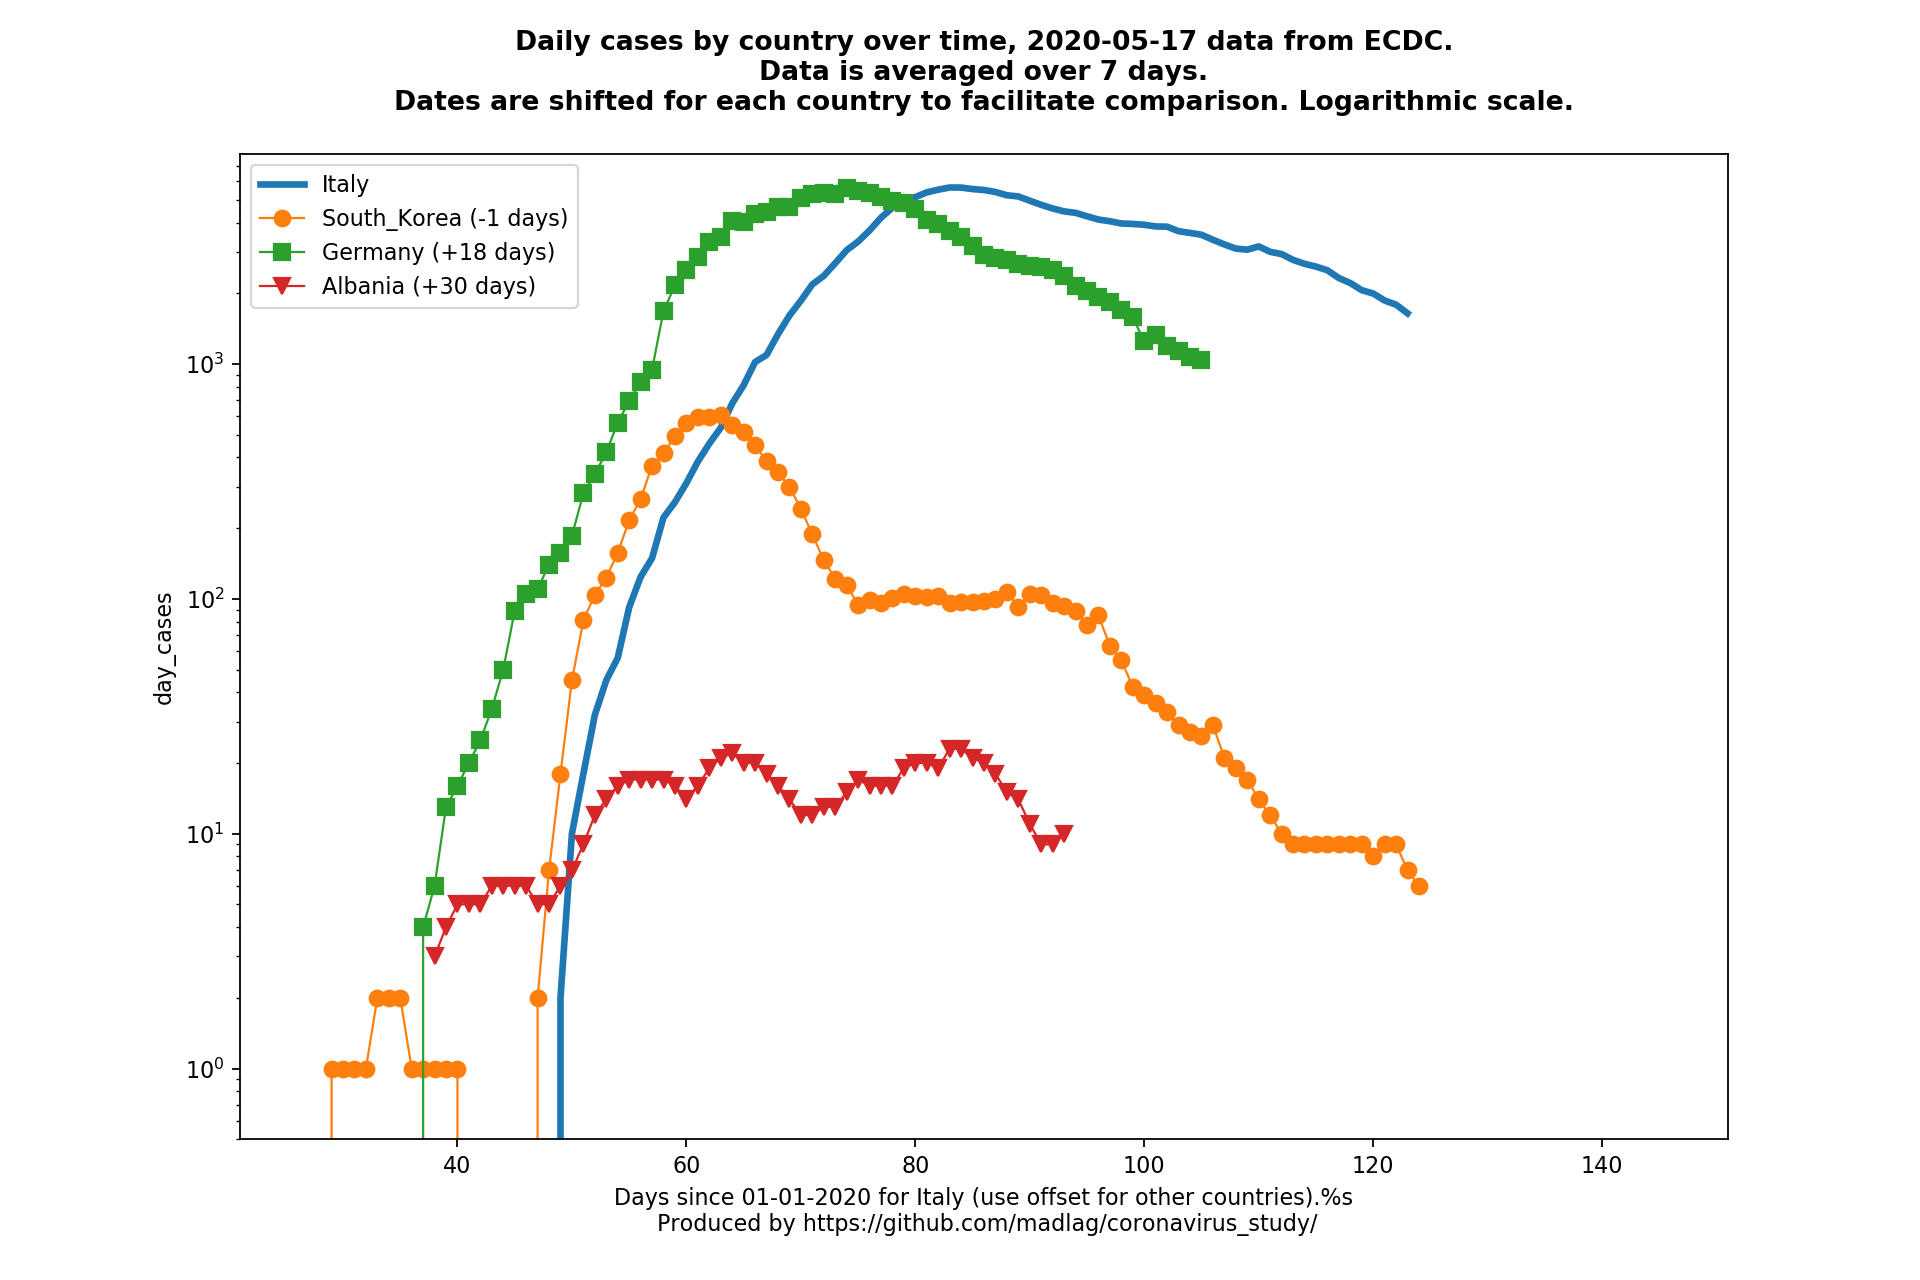 Daily cases by country over time, 2020-05-17 data from ECDC.
Data is averaged over 7 days.
Dates are shifted for each country to facilitate comparison. Logarithmic scale.
Italy
South_Korea (-1 days)
Germany (+18 days)
Albania (+30 days)
10³
10²
10¹
10⁰
day_cases
40 60 80 100 120 140
Days since 01-01-2020 for Italy (use offset for other countries).%s
Produced by https://github.com/madlag/coronavirus_study/